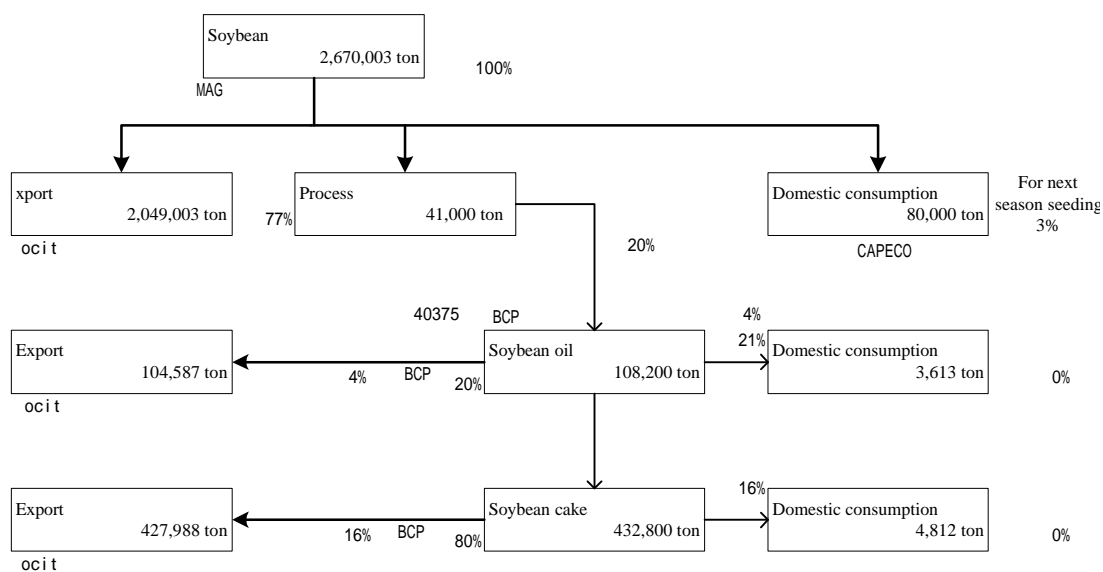 Soybean
2,670,003 ton
100%
MAG
xport
2,049,003 ton
77%
Process
41,000 ton
Domestic consumption
80,000 ton
For next
season seeding
3%
ocit
CAPECO
20%
40375
BCP
4%
21%
Export
104,587 ton
4%
BCP
20%
Soybean oil
108,200 ton
Domestic consumption
3,613 ton
0%
ocit
16%
Export
427,988 ton
16%
BCP
80%
Soybean cake
432,800 ton
Domestic consumption
4,812 ton
0%
ocit